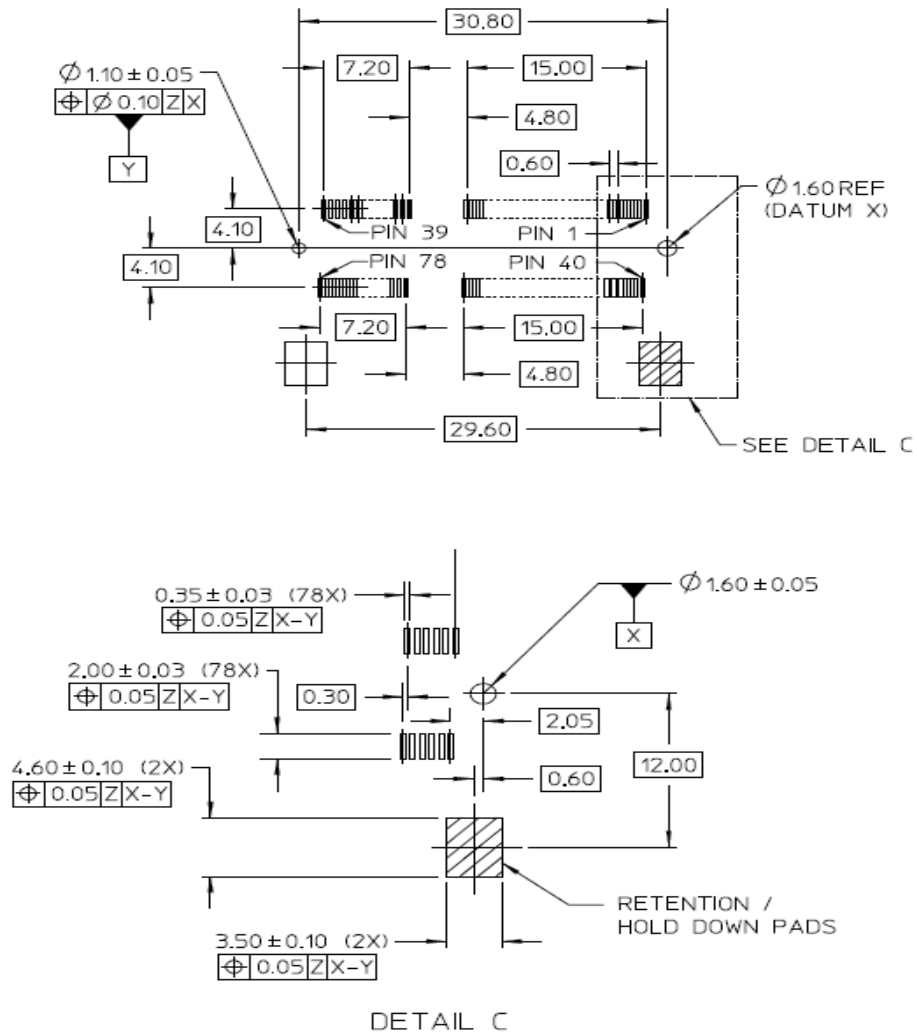 30.80
7.20
15.00
Ø 1.10 ± 0.05
⌖ Ø 0.10 Z X
Y
4.80
0.60
Ø 1.60 REF
(DATUM X)
4.10
PIN 39
PIN 1
4.10
PIN 78
PIN 40
7.20
15.00
4.80
29.60
SEE DETAIL C
0.35 ± 0.03 (78X)
⌖ 0.05 Z X-Y
Ø 1.60 ± 0.05
X
2.00 ± 0.03 (78X)
⌖ 0.05 Z X-Y
0.30
2.05
4.60 ± 0.10 (2X)
⌖ 0.05 Z X-Y
0.60
12.00
RETENTION /
HOLD DOWN PADS
3.50 ± 0.10 (2X)
⌖ 0.05 Z X-Y
DETAIL C